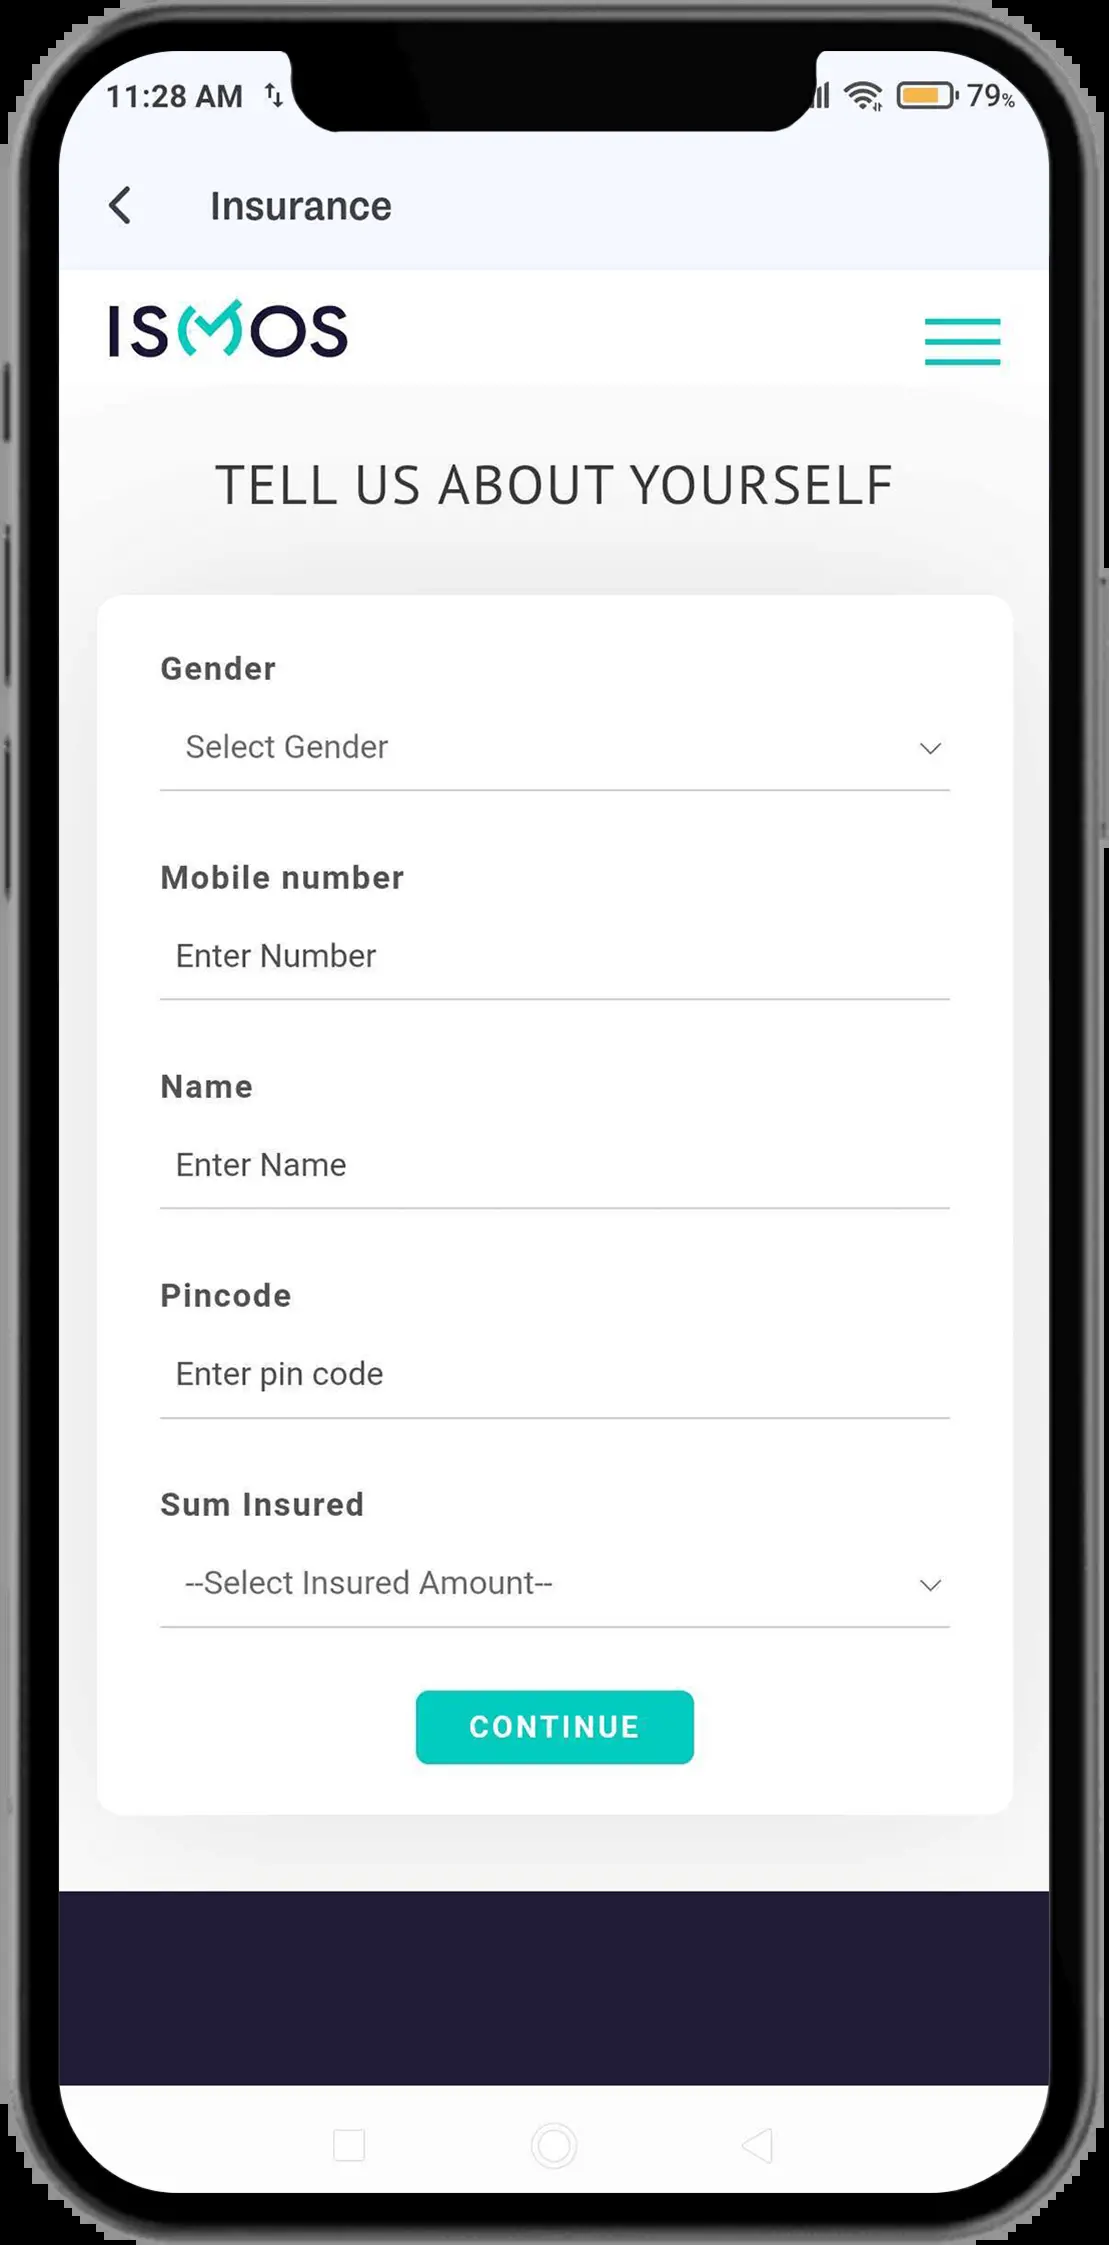 11:28 AM
79%
Insurance
ISMOS
TELL US ABOUT YOURSELF
Gender
Select Gender
Mobile number
Enter Number
Name
Enter Name
Pincode
Enter pin code
Sum Insured
--Select Insured Amount--
CONTINUE